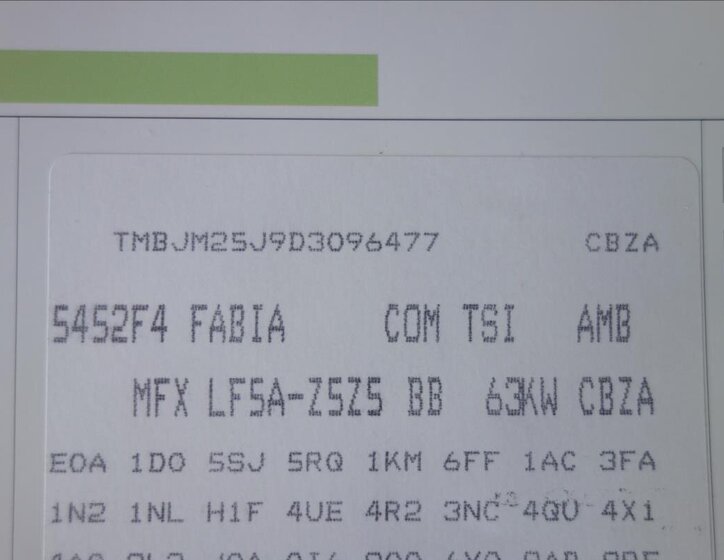 TMBJM25J9D3096477 CBZA
5452F4 FABIA COM TSI AMB
MFX LF5A-Z5Z5 BB 63KW CBZA
E0A 1D0 5SJ 5RQ 1KM 6FF 1AC 3FA
1N2 1NL H1F 4UE 4R2 3NC 4X1